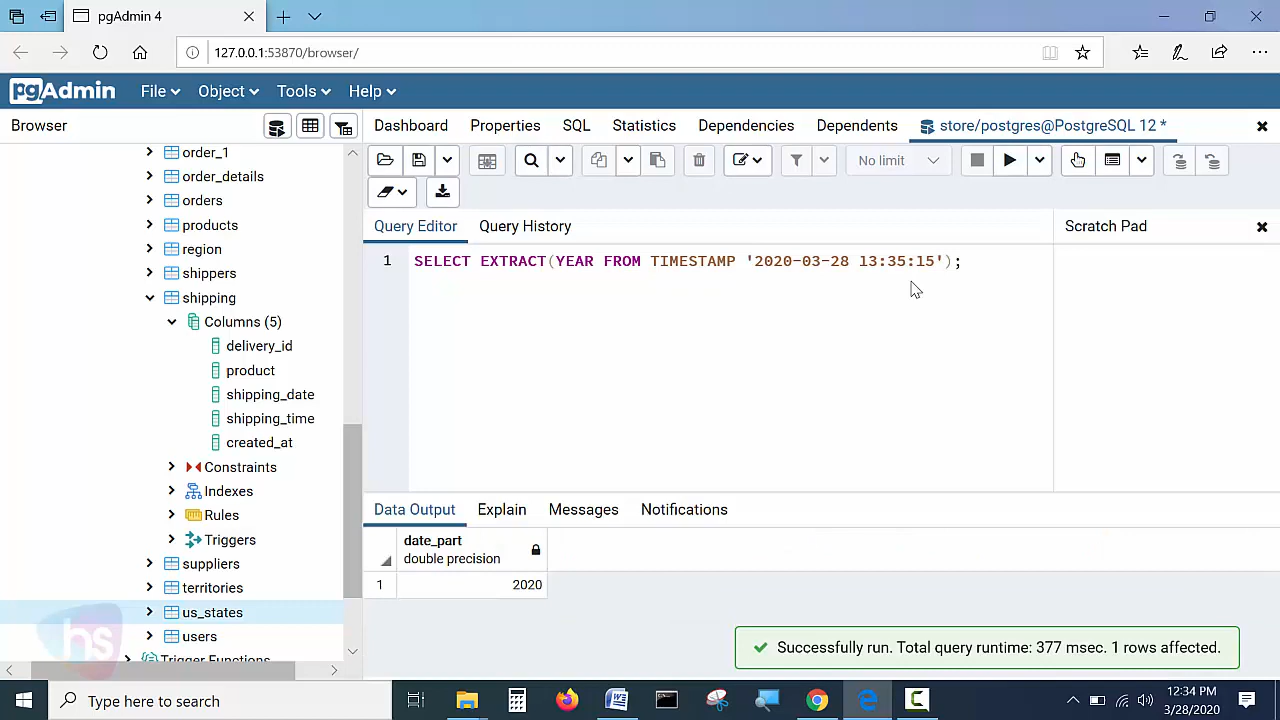 pgAdmin 4
127.0.0.1:53870/browser/
pgAdmin File Object Tools Help
Browser
Dashboard Properties SQL Statistics Dependencies Dependents store/postgres@PostgreSQL 12 *
No limit
Query Editor Query History
Scratch Pad
1 SELECT EXTRACT(YEAR FROM TIMESTAMP '2020-03-28 13:35:15');
order_1
order_details
orders
products
region
shippers
shipping
Columns (5)
delivery_id
product
shipping_date
shipping_time
created_at
Constraints
Indexes
Rules
Triggers
suppliers
territories
us_states
users
Trigger Functions
Data Output Explain Messages Notifications
date_part
double precision
1 2020
Successfully run. Total query runtime: 377 msec. 1 rows affected.
hs
Type here to search
12:34 PM
3/28/2020